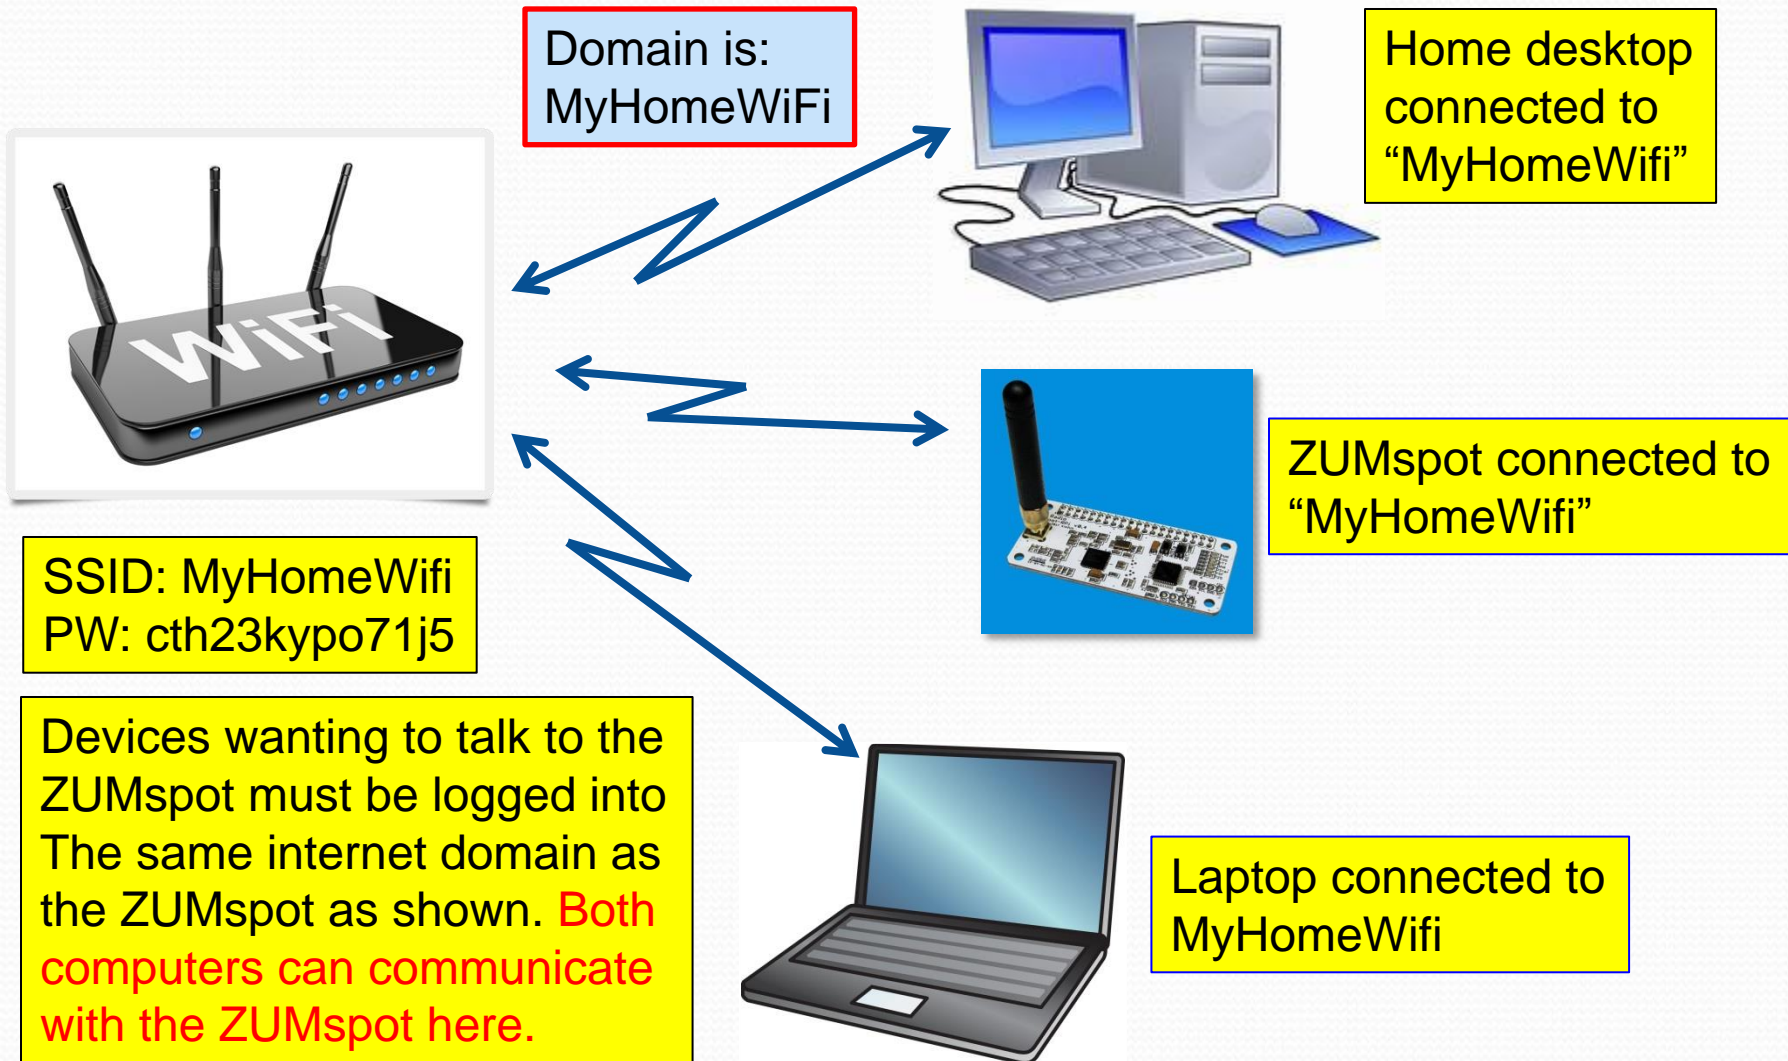 Domain is:
MyHomeWiFi
Home desktop
connected to
“MyHomeWifi”
WiFi
ZUMspot connected to
“MyHomeWifi”
SSID: MyHomeWifi
PW: cth23kypo71j5
Devices wanting to talk to the
ZUMspot must be logged into
The same internet domain as
the ZUMspot as shown. Both
computers can communicate
with the ZUMspot here.
Laptop connected to
MyHomeWifi